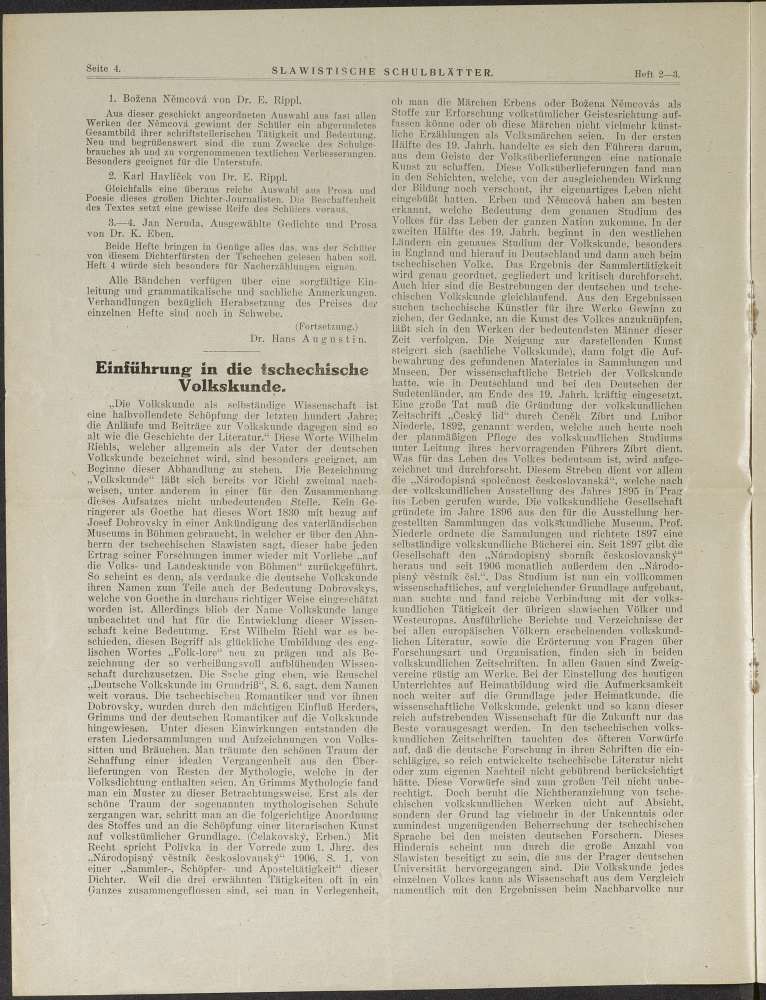 Seite 4.
SLAWISTISCHE SCHULBLÄTTER.
Heft 2—3.
1. Božena Němcová von Dr. E. Rippl.
Aus dieser geschickt angeordneten Auswahl aus fast allen
Werken der Němcová gewinnt der Schüler ein abgerundetes
Gesamtbild ihrer schriftstellerischen Tätigkeit und Bedeutung.
Neu und begrüßenswert sind die zum Zwecke des Schulge-
brauches ab und zu vorgenommenen textlichen Verbesserungen.
Besonders geeignet für die Unterstufe.
2. Karl Havlíček von Dr. E. Rippl.
Gleichfalls eine überaus reiche Auswahl aus Prosa und
Poesie dieses großen Dichter-Journalisten. Die Beschaffenheit
des Textes setzt eine gewisse Reife des Schülers voraus.
3.—4. Jan Neruda, Ausgewählte Gedichte und Prosa
von Dr. K. Eben.
Beide Hefte bringen in Genüge alles das, was der Schüler
von diesem Dichterfürsten der Tschechen gelesen haben soll.
Heft 4 würde sich besonders für Nacherzählungen eignen.
Alle Bändchen verfügen über eine sorgfältige Ein-
leitung und grammatikalische und sachliche Anmerkungen.
Verhandlungen bezüglich Herabsetzung des Preises der
einzelnen Hefte sind noch in Schwebe.
(Fortsetzung.)
Dr. Hans Augustin.
Einführung in die tschechische
Volkskunde.
„Die Volkskunde als selbständige Wissenschaft ist
eine halbvollendete Schöpfung der letzten hundert Jahre;
die Anläufe und Beiträge zur Volkskunde dagegen sind so
alt wie die Geschichte der Literatur.“ Diese Worte Wilhelm
Riehls, welcher allgemein als der Vater der deutschen
Volkskunde bezeichnet wird, sind besonders geeignet, am
Beginne dieser Abhandlung zu stehen. Die Bezeichnung
„Volkskunde“ läßt sich bereits vor Riehl zweimal nach-
weisen, unter anderem in einer für den Zusammenhang
dieses Aufsatzes nicht unbedeutenden Stelle. Kein Ge-
ringerer als Goethe hat dieses Wort 1830 mit bezug auf
Josef Dobrovsky in einer Ankündigung des vaterländischen
Museums in Böhmen gebraucht, in welcher er über den Ahn-
herrn der tschechischen Slawisten sagt, dieser habe jeden
Ertrag seiner Forschungen immer wieder mit Vorliebe „auf
die Volks- und Landeskunde von Böhmen“ zurückgeführt.
So scheint es denn, als verdanke die deutsche Volkskunde
ihren Namen zum Teile auch der Bedeutung Dobrovskys,
welche von Goethe in durchaus richtiger Weise eingeschätzt
worden ist. Allerdings blieb der Name Volkskunde lange
unbeachtet und hat für die Entwicklung dieser Wissen-
schaft keine Bedeutung. Erst Wilhelm Riehl war es be-
schieden, diesen Begriff als glückliche Umbildung des eng-
lischen Wortes „Folk-lore“ neu zu prägen und als Be-
zeichnung der so verheißungsvoll aufblühenden Wissen-
schaft durchzusetzen. Die Sache ging eben, wie Reuschel
„Deutsche Volkskunde im Grundriß“, S. 6, sagt, dem Namen
weit voraus. Die tschechischen Romantiker und vor ihnen
Dobrovsky, wurden durch den mächtigen Einfluß Herders,
Grimms und der deutschen Romantiker auf die Volkskunde
hingewiesen. Unter diesen Einwirkungen entstanden die
ersten Liedersammlungen und Aufzeichnungen von Volks-
sitten und Bräuchen. Man träumte den schönen Traum der
Schaffung einer idealen Vergangenheit aus den Über-
lieferungen von Resten der Mythologie, welche in der
Volksdichtung enthalten seien. An Grimms Mythologie fand
man ein Muster zu dieser Betrachtungsweise. Erst als der
schöne Traum der sogenannten mythologischen Schule
zergangen war, schritt man an die folgerichtige Anordnung
des Stoffes und an die Schöpfung einer literarischen Kunst
auf volkstümlicher Grundlage. (Čelakovský, Erben.) Mit
Recht spricht Polívka in der Vorrede zum 1. Jhrg. des
„Národopisný věstník českoslovanský“ 1906, S. 1, von
einer „Sammler-, Schöpfer- und Aposteltätigkeit“ dieser
Dichter. Weil die drei erwähnten Tätigkeiten oft in ein
Ganzes zusammengeflossen sind, sei man in Verlegenheit,
ob man die Märchen Erbens oder Božena Němcovás als
Stoffe zur Erforschung volkstümlicher Geistesrichtung auf-
fassen könne oder ob diese Märchen nicht vielmehr künst-
liche Erzählungen als Volksmärchen seien. In der ersten
Hälfte des 19. Jahrh. handelte es sich den Führern darum,
aus dem Geiste der Volksüberlieferungen eine nationale
Kunst zu schaffen. Diese Volksüberlieferungen fand man
in den Schichten, welche, von der ausgleichenden Wirkung
der Bildung noch verschont, ihr eigenartiges Leben nicht
eingebüßt hatten. Erben und Němcová haben am besten
erkannt, welche Bedeutung dem genauen Studium des
Volkes für das Leben der ganzen Nation zukomme. In der
zweiten Hälfte des 19. Jahrh. beginnt in den westlichen
Ländern ein genaues Studium der Volkskunde, besonders
in England und hierauf in Deutschland und dann auch beim
tschechischen Volke. Das Ergebnis der Sammlertätigkeit
wird genau geordnet, gegliedert und kritisch durchforscht.
Auch hier sind die Bestrebungen der deutschen und tsche-
chischen Volkskunde gleichlaufend. Aus den Ergebnissen
suchen tschechische Künstler für ihre Werke Gewinn zu
ziehen, der Gedanke, an die Kunst des Volkes anzuknüpfen,
läßt sich in den Werken der bedeutendsten Männer dieser
Zeit verfolgen. Die Neigung zur darstellenden Kunst
steigert sich (sachliche Volkskunde), dann folgt die Auf-
bewahrung des gefundenen Materiales in Sammlungen und
Museen. Der wissenschaftliche Betrieb der Volkskunde
hatte, wie in Deutschland und bei den Deutschen der
Sudetenländer, am Ende des 19. Jahrh. kräftig eingesetzt.
Eine große Tat muß die Gründung der volkskundlichen
Zeitschrift „Český lid“ durch Čeněk Zíbrt und Luibor
Niederle, 1892, genannt werden, welche auch heute noch
der planmäßigen Pflege des volkskundlichen Studiums
unter Leitung ihres hervorragenden Führers Zíbrt dient.
Was für das Leben des Volkes bedeutsam ist, wird aufge-
zeichnet und durchforscht. Diesem Streben dient vor allem
die „Národopisná společnost českoslovanská“, welche nach
der volkskundlichen Ausstellung des Jahres 1895 in Prag
ins Leben gerufen wurde. Die volkskundliche Gesellschaft
gründete im Jahre 1896 aus den für die Ausstellung her-
gestellten Sammlungen das volkskundliche Museum, Prof.
Niederle ordnete die Sammlungen und richtete 1897 eine
selbständige volkskundliche Bücherei ein. Seit 1897 gibt die
Gesellschaft den „Národopisný sborník českoslovanský“
heraus und seit 1906 monatlich außerdem den „Národo-
pisný věstník čsl.“. Das Studium ist nun ein vollkommen
wissenschaftliches, auf vergleichender Grundlage aufgebaut,
man suchte und fand reiche Verbindung mit der volks-
kundlichen Tätigkeit der übrigen slawischen Völker und
Westeuropas. Ausführliche Berichte und Verzeichnisse der
bei allen europäischen Völkern erscheinenden volkskund-
lichen Literatur, sowie die Erörterung von Fragen über
Forschungsart und Organisation, finden sich in beiden
volkskundlichen Zeitschriften. In allen Gauen sind Zweig-
vereine rüstig am Werke. Bei der Einstellung des heutigen
Unterrichtes auf Heimatbildung wird die Aufmerksamkeit
noch weiter auf die Grundlage jeder Heimatkunde, die
wissenschaftliche Volkskunde, gelenkt und so kann dieser
reich aufstrebenden Wissenschaft für die Zukunft nur das
Beste vorausgesagt werden. In den tschechischen volks-
kundlichen Zeitschriften tauchten des öfteren Vorwürfe
auf, daß die deutsche Forschung in ihren Schriften die ein-
schlägige, so reich entwickelte tschechische Literatur nicht
oder zum eigenen Nachteil nicht gebührend berücksichtigt
hätte. Diese Vorwürfe sind zum großen Teil nicht unbe-
rechtigt. Doch beruht die Nichtheranziehung von tsche-
chischen volkskundlichen Werken nicht auf Absicht,
sondern der Grund lag vielmehr in der Unkenntnis oder
zumindest ungenügenden Beherrschung der tschechischen
Sprache bei den meisten deutschen Forschern. Dieses
Hindernis scheint nun durch die große Anzahl von
Slawisten beseitigt zu sein, die aus der Prager deutschen
Universität hervorgegangen sind. Die Volkskunde jedes
einzelnen Volkes kann als Wissenschaft aus dem Vergleich
namentlich mit den Ergebnissen beim Nachbarvolke nur